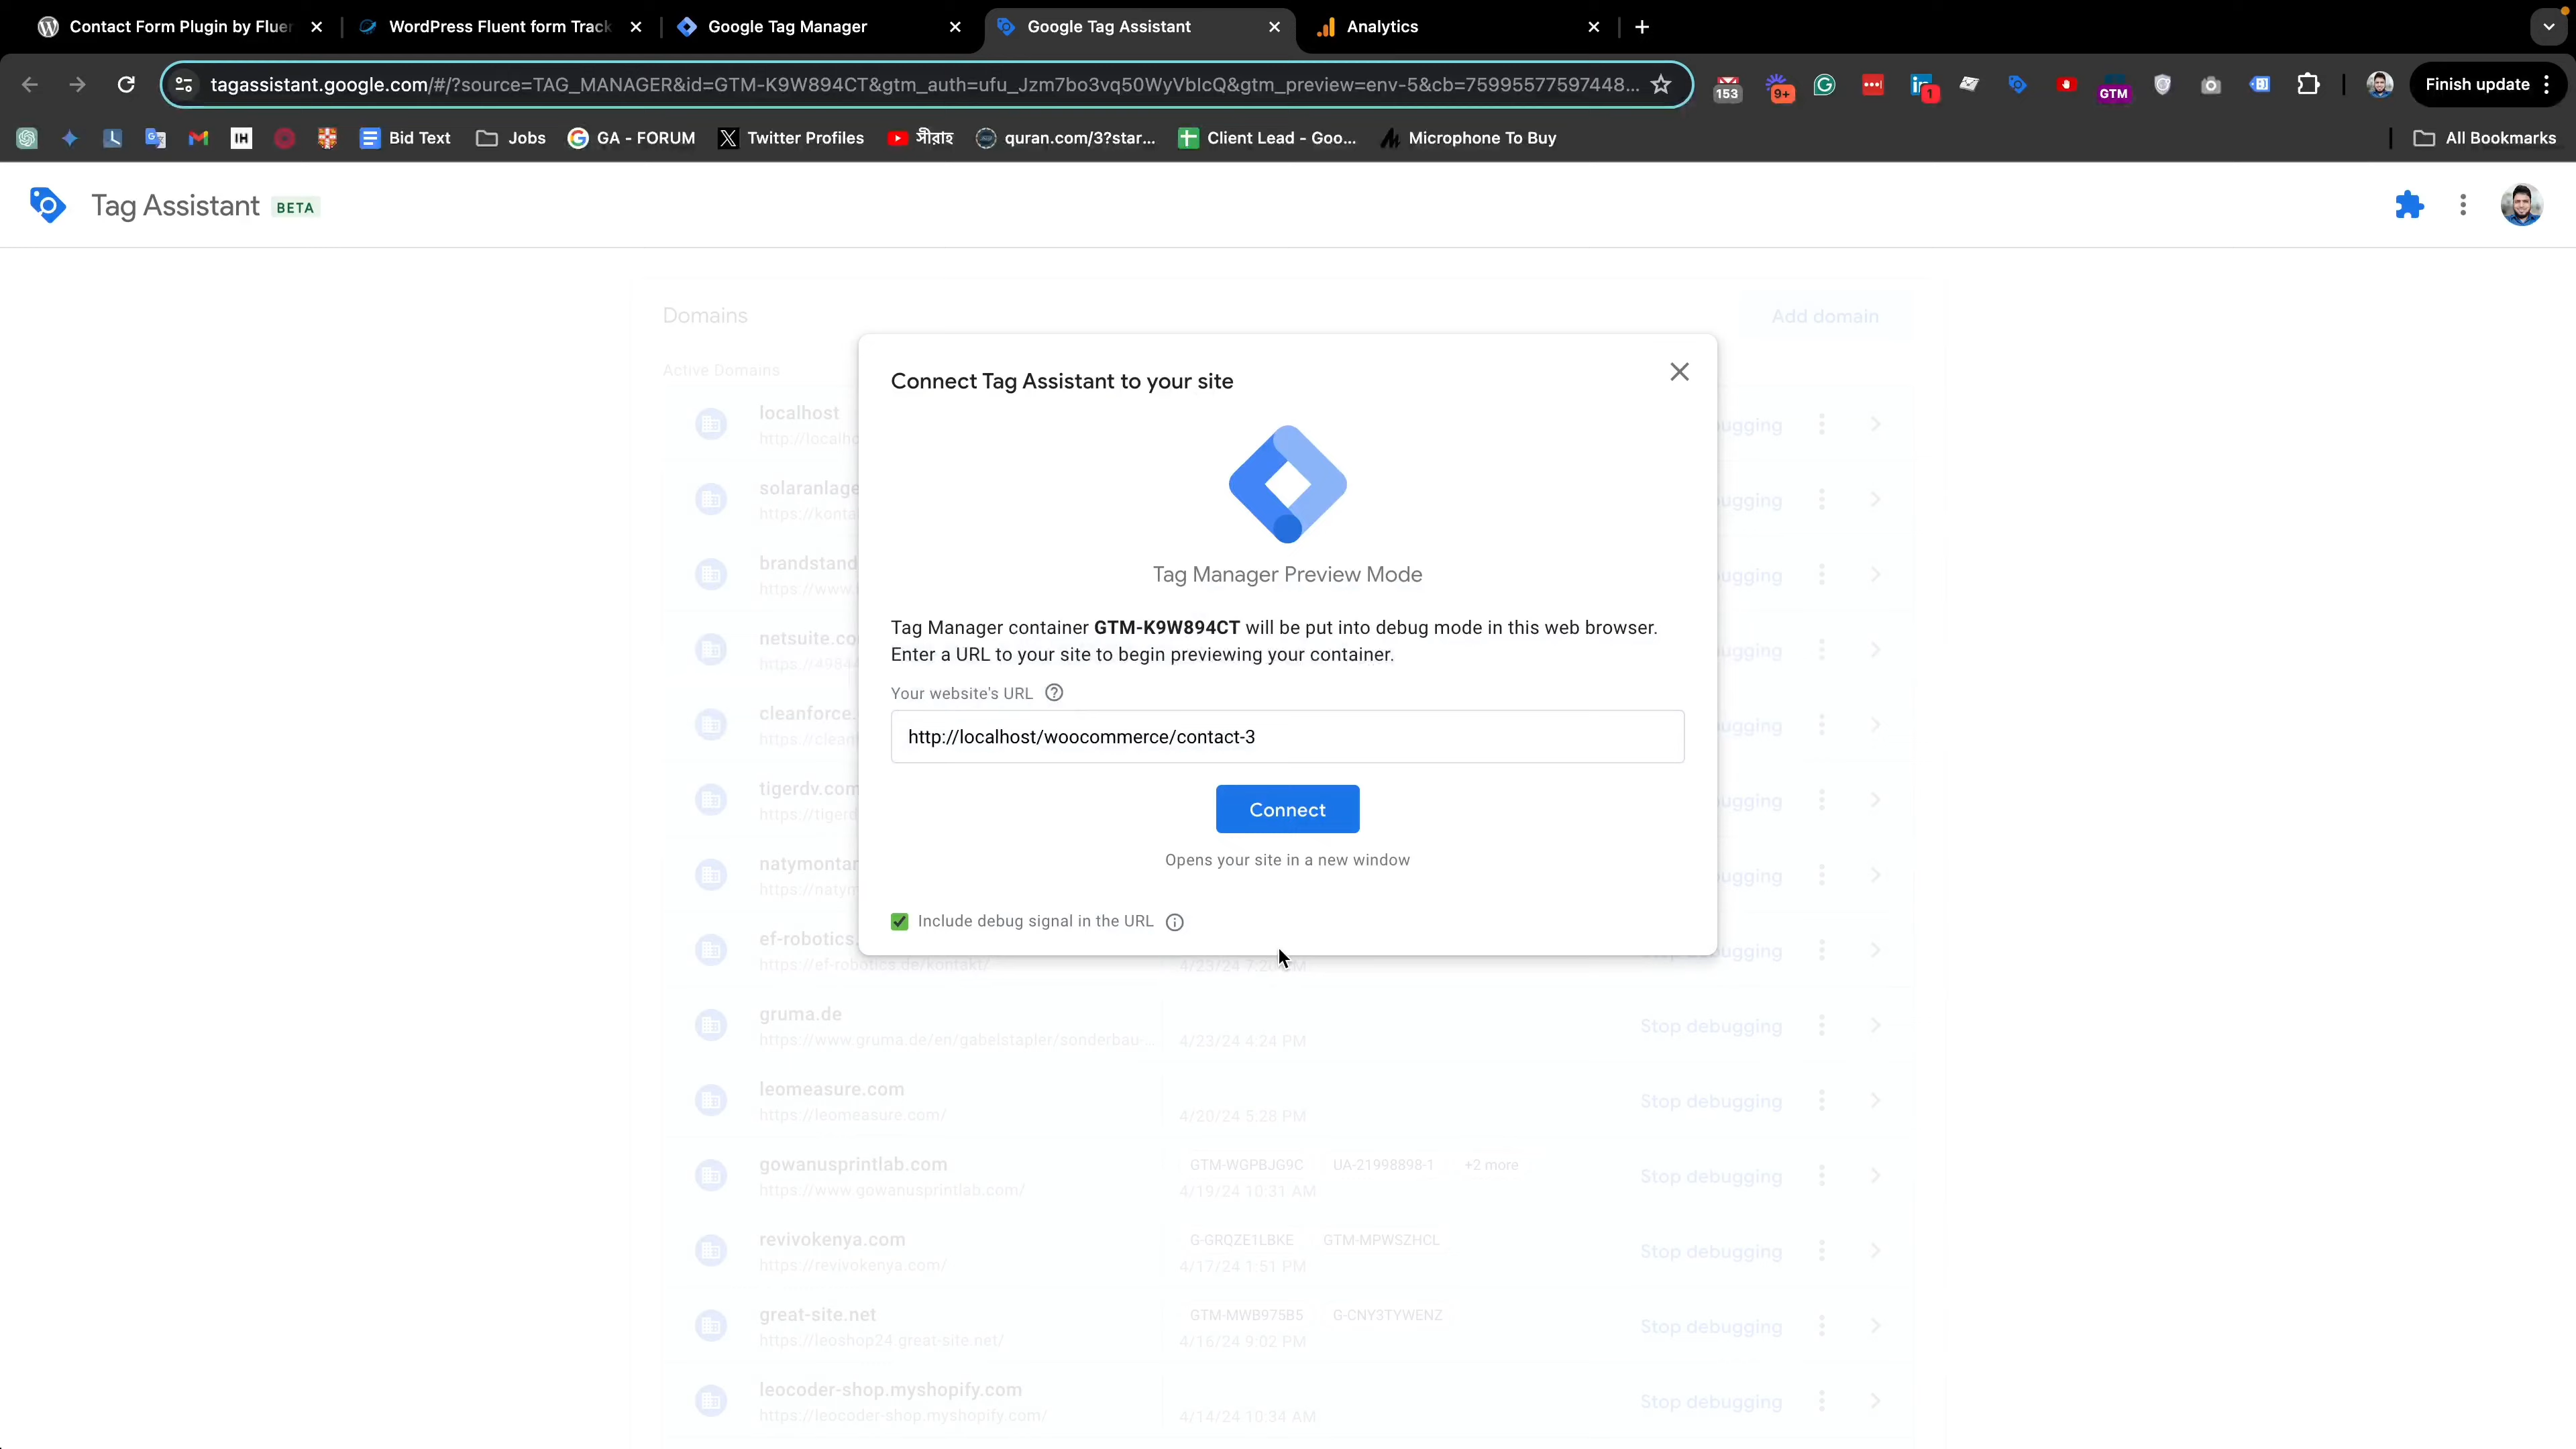 Contact Form Plugin by Fluer
WordPress Fluent form Track
Google Tag Manager
Google Tag Assistant
Analytics
tagassistant.google.com/#/?source=TAG_MANAGER&id=GTM-K9W894CT&gtm_auth=ufu_Jzm7bo3vq50WyVbIcQ&gtm_preview=env-5&cb=75995577597448...
153
9+
1
GTM
Finish update
IH
Bid Text
Jobs
GA - FORUM
Twitter Profiles
সীরাহ
quran.com/3?star...
Client Lead - Goo...
Microphone To Buy
All Bookmarks
Tag Assistant BETA
Domains
Add domain
Active Domains
Connect Tag Assistant to your site
localhost
http://localho
ugging
solaranlage
https://konta
ugging
Tag Manager Preview Mode
brandstand
https://www.
ugging
Tag Manager container GTM-K9W894CT will be put into debug mode in this web browser.
Enter a URL to your site to begin previewing your container.
netsuite.co
https://4984
ugging
Your website's URL
http://localhost/woocommerce/contact-3
cleanforce.
https://clean
ugging
Connect
tigerdv.com
https://tigerd
ugging
Opens your site in a new window
natymontar
https://natym
ugging
Include debug signal in the URL
ef-robotics.
https://ef-robotics.de/kontakt/
ugging
gruma.de
https://www.gruma.de/en/gabelstapler/sonderbau-...
4/23/24 4:24 PM
Stop debugging
leomeasure.com
https://leomeasure.com/
4/20/24 5:28 PM
Stop debugging
gowanusprintlab.com
https://www.gowanusprintlab.com/
GTM-WGPBJG9C UA-21998898-1 +2 more
4/19/24 10:31 AM
Stop debugging
revivokenya.com
https://revivokenya.com/
G-GRQZE1LBKE GTM-MPWSZHCL
4/17/24 1:51 PM
Stop debugging
great-site.net
https://leoshop24.great-site.net/
GTM-MWB975B5 G-CNY3TYWENZ
4/16/24 9:02 PM
Stop debugging
leocoder-shop.myshopify.com
https://leocoder-shop.myshopify.com/
4/14/24 10:34 AM
Stop debugging